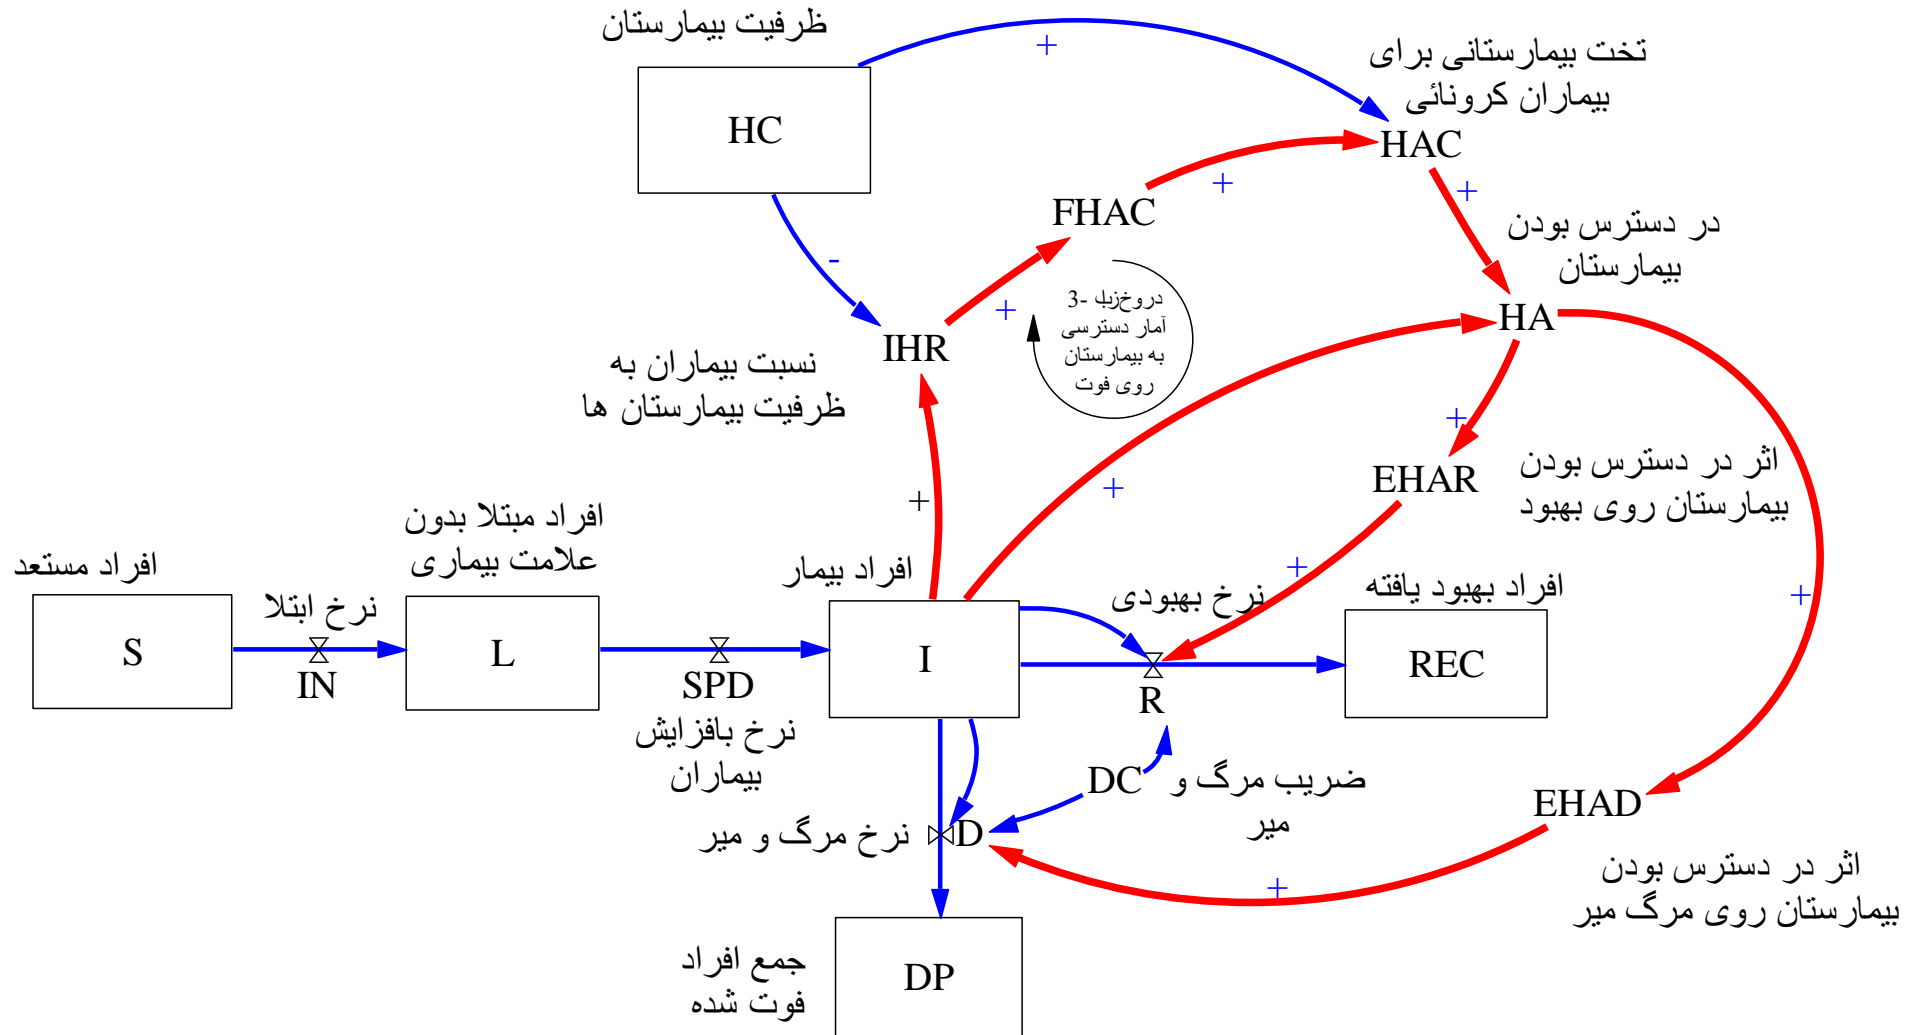 ظرفیت بیمارستان
+
تخت بیمارستانی برای
بیماران کرونائی
HC
HAC
+
+
FHAC
در دسترس بودن
بیمارستان
-
+
3- بلزخوردن
آمار دسترسی
به بیمارستان
روی فوت
HA
IHR
نسبت بیماران به
ظرفیت بیمارستان ها
+
EHAR
اثر در دسترس بودن
بیمارستان روی بهبود
+
+
افراد مبتلا بدون
علامت بیماری
افراد مستعد
افراد بیمار
+
افراد بهبود یافته
+
نرخ ابتلا
نرخ بهبودی
S
IN
L
SPD
I
R
REC
نرخ بافزایش
بیماران
DC
ضریب مرگ و
میر
EHAD
نرخ مرگ و میر
D
+
اثر در دسترس بودن
بیمارستان روی مرگ میر
جمع افراد
فوت شده
DP